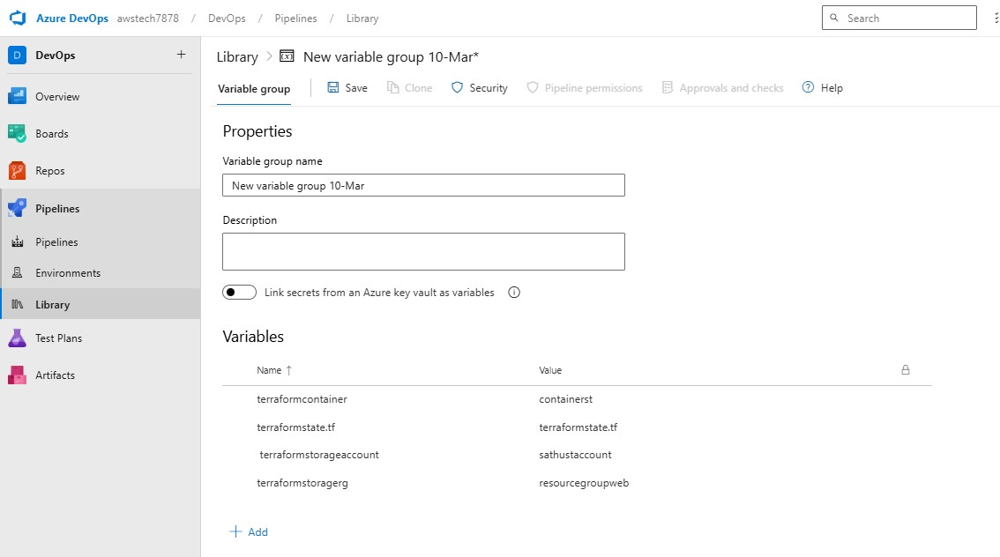 Azure DevOps awstech7878 / DevOps / Pipelines / Library
Search
D DevOps +
Overview
Boards
Repos
Pipelines
Pipelines
Environments
Library
Test Plans
Artifacts
Library > New variable group 10-Mar*
Variable group Save Clone Security Pipeline permissions Approvals and checks Help
Properties
Variable group name
New variable group 10-Mar
Description
Link secrets from an Azure key vault as variables
Variables
Name ↑ Value
terraformcontainer containerst
terraformstate.tf terraformstate.tf
terraformstorageaccount sathustaccount
terraformstoragerg resourcegroupweb
+ Add